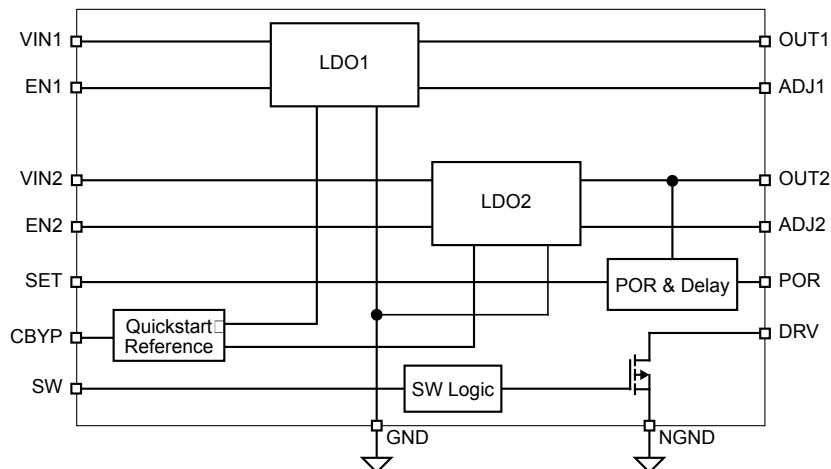 VIN1
LDO1
OUT1
EN1
ADJ1
VIN2
LDO2
OUT2
EN2
ADJ2
SET
POR & Delay
POR
CBYP
Quickstart
Reference
DRV
SW
SW Logic
GND
NGND